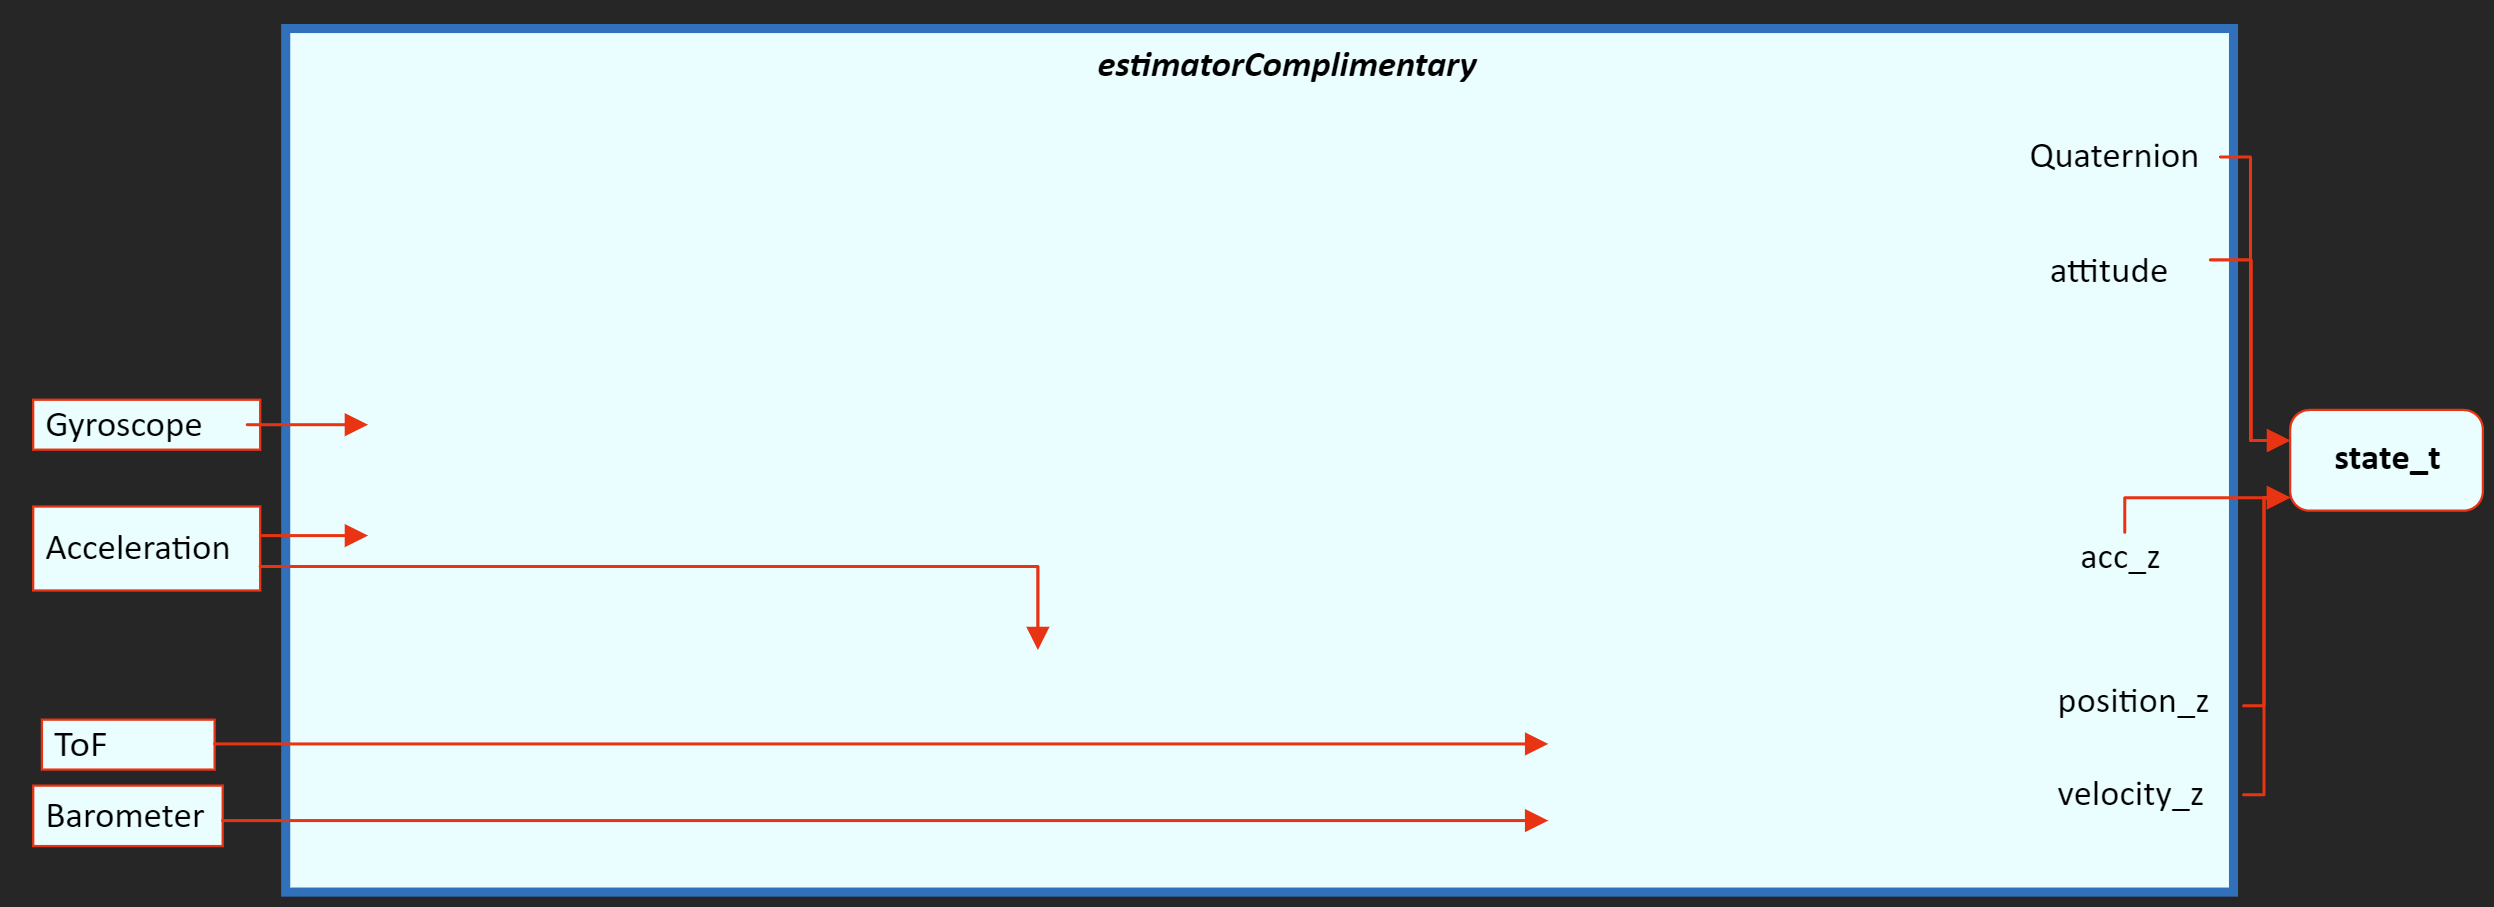 estimatorComplimentary
Quaternion
attitude
Gyroscope
state_t
Acceleration
acc_z
position_z
ToF
velocity_z
Barometer